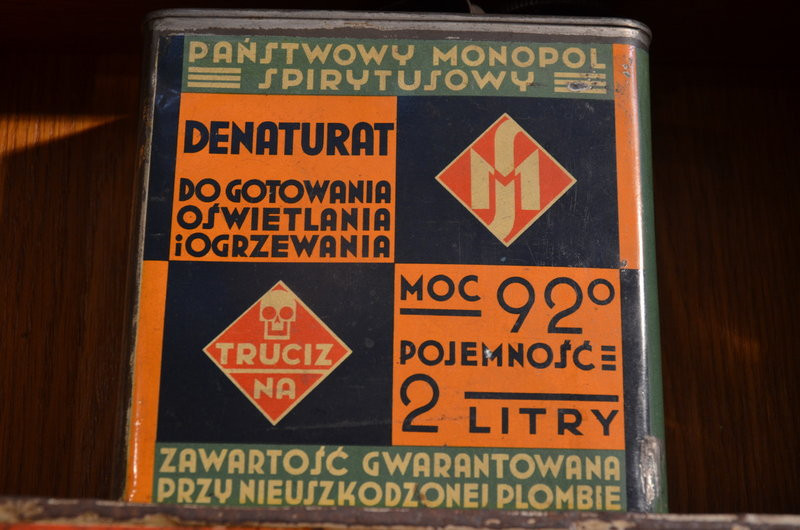 PAŃSTWOWY MONOPOL
SPIRYTUSOWY
DENATURAT
DO GOTOWANIA
OŚWIETLANIA
i OGRZEWANIA
MS
TRUCIZ
NA
MOC 92°
POJEMNOŚĆ
2 LITRY
ZAWARTOŚĆ GWARANTOWANA
PRZY NIEUSZKODZONEJ PLOMBIE